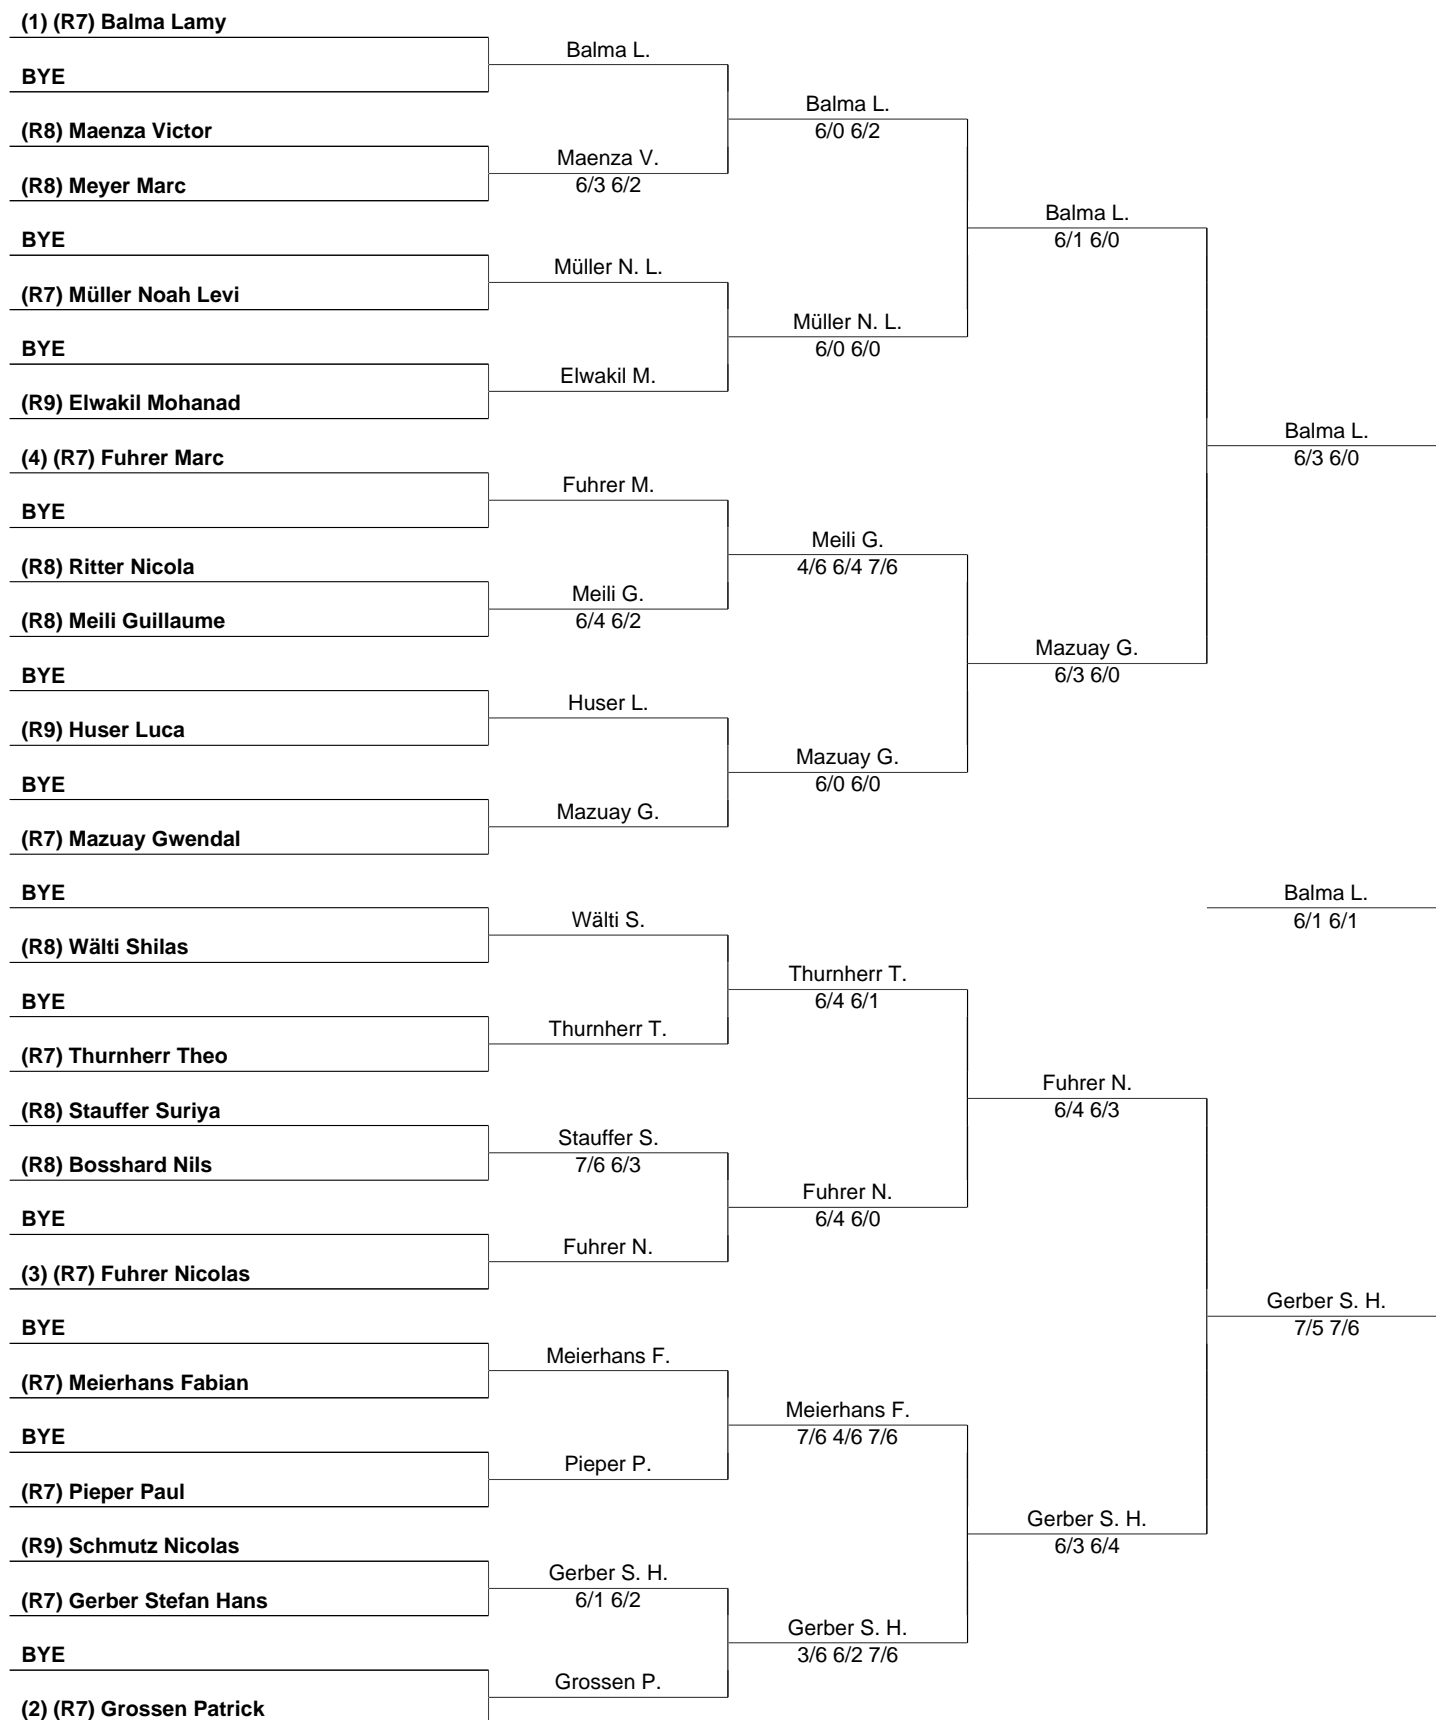 (1) (R7) Balma Lamy
BYE
(R8) Maenza Victor
(R8) Meyer Marc
BYE
(R7) Müller Noah Levi
BYE
(R9) Elwakil Mohanad
(4) (R7) Fuhrer Marc
BYE
(R8) Ritter Nicola
(R8) Meili Guillaume
BYE
(R9) Huser Luca
BYE
(R7) Mazuay Gwendal
BYE
(R8) Wälti Shilas
BYE
(R7) Thurnherr Theo
(R8) Stauffer Suriya
(R8) Bosshard Nils
BYE
(3) (R7) Fuhrer Nicolas
BYE
(R7) Meierhans Fabian
BYE
(R7) Pieper Paul
(R9) Schmutz Nicolas
(R7) Gerber Stefan Hans
BYE
(2) (R7) Grossen Patrick
Balma L.
Maenza V.
6/3 6/2
Müller N. L.
Elwakil M.
Fuhrer M.
Meili G.
6/4 6/2
Huser L.
Mazuay G.
Wälti S.
Thurnherr T.
Stauffer S.
7/6 6/3
Fuhrer N.
Meierhans F.
Pieper P.
Gerber S. H.
6/1 6/2
Grossen P.
Balma L.
6/0 6/2
Müller N. L.
6/0 6/0
Meili G.
4/6 6/4 7/6
Mazuay G.
6/0 6/0
Thurnherr T.
6/4 6/1
Fuhrer N.
6/4 6/0
Meierhans F.
7/6 4/6 7/6
Gerber S. H.
3/6 6/2 7/6
Balma L.
6/1 6/0
Mazuay G.
6/3 6/0
Fuhrer N.
6/4 6/3
Gerber S. H.
6/3 6/4
Balma L.
6/3 6/0
Balma L.
6/1 6/1
Gerber S. H.
7/5 7/6